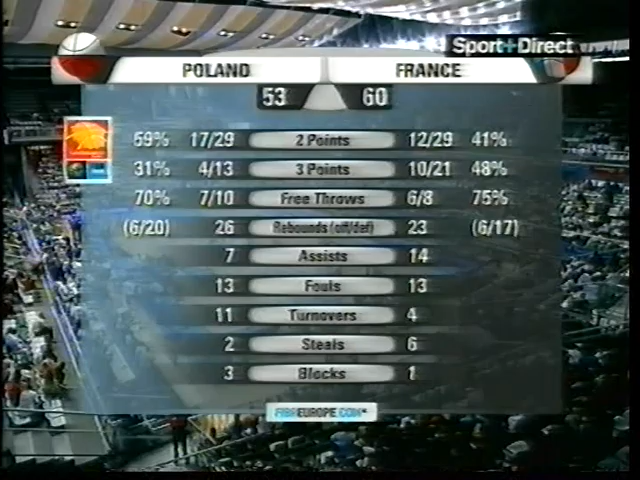 Sport+Direct
POLAND FRANCE
53 60
59% 17/29 2 Points 12/29 41%
31% 4/13 3 Points 10/21 48%
70% 7/10 Free Throws 6/8 75%
(6/20) 26 Rebounds (off/def) 23 (6/17)
7 Assists 14
13 Fouls 13
11 Turnovers 4
2 Steals 6
3 Blocks 1
FIBAEUROPE.COM